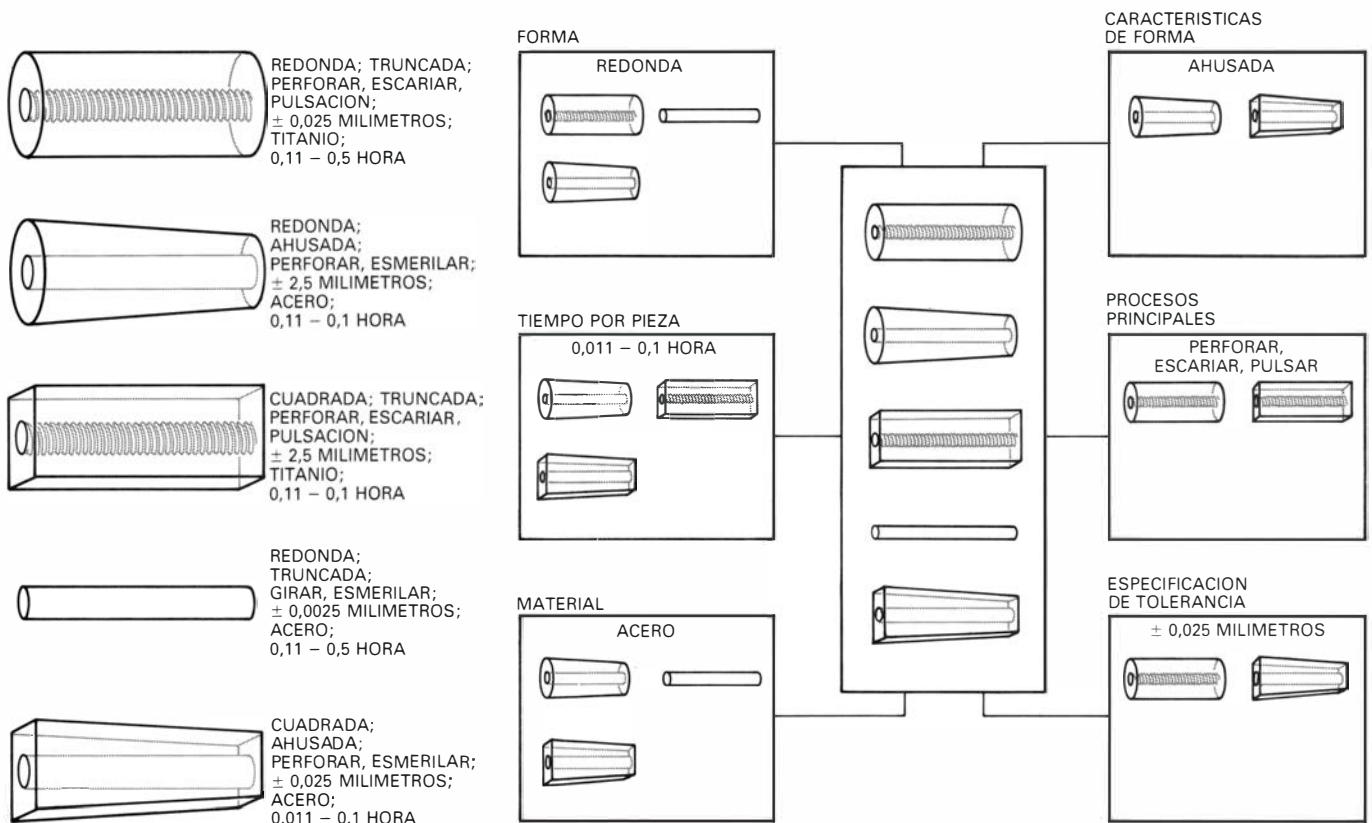 REDONDA; TRUNCADA;
PERFORAR, ESCARIAR,
PULSACION;
± 0,025 MILIMETROS;
TITANIO;
0,11 – 0,5 HORA
REDONDA;
AHUSADA;
PERFORAR, ESMERILAR;
± 2,5 MILIMETROS;
ACERO;
0,11 – 0,1 HORA
CUADRADA; TRUNCADA;
PERFORAR, ESCARIAR,
PULSACION;
± 2,5 MILIMETROS;
TITANIO;
0,11 – 0,1 HORA
REDONDA;
TRUNCADA;
GIRAR, ESMERILAR;
± 0,0025 MILIMETROS;
ACERO;
0,11 – 0,5 HORA
CUADRADA;
AHUSADA;
PERFORAR, ESMERILAR;
± 0,025 MILIMETROS;
ACERO;
0,011 – 0,1 HORA
FORMA
REDONDA
TIEMPO POR PIEZA
0,011 – 0,1 HORA
MATERIAL
ACERO
CARACTERISTICAS
DE FORMA
AHUSADA
PROCESOS
PRINCIPALES
PERFORAR,
ESCARIAR, PULSAR
ESPECIFICACION
DE TOLERANCIA
± 0,025 MILIMETROS